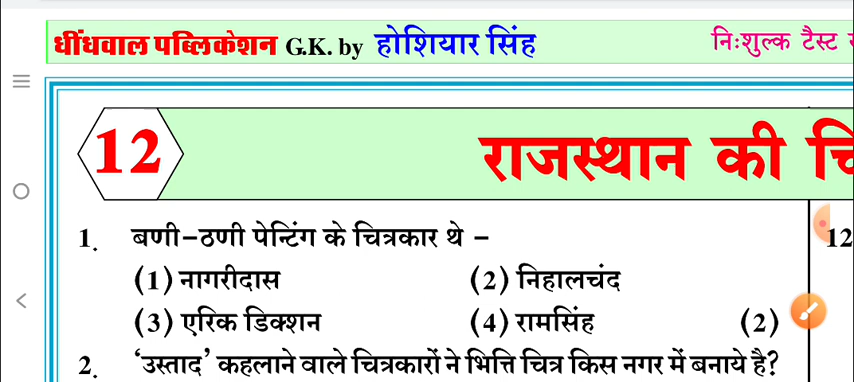 धींधवाल पब्लिकेशन G.K. by होशियार सिंह निःशुल्क टैस्ट
12 राजस्थान की चि
1. बणी-ठणी पेन्टिंग के चित्रकार थे -
(1) नागरीदास (2) निहालचंद
(3) एरिक डिक्शन (4) रामसिंह (2)
2. ‘उस्ताद’ कहलाने वाले चित्रकारों ने भित्ति चित्र किस नगर में बनाये है?
12